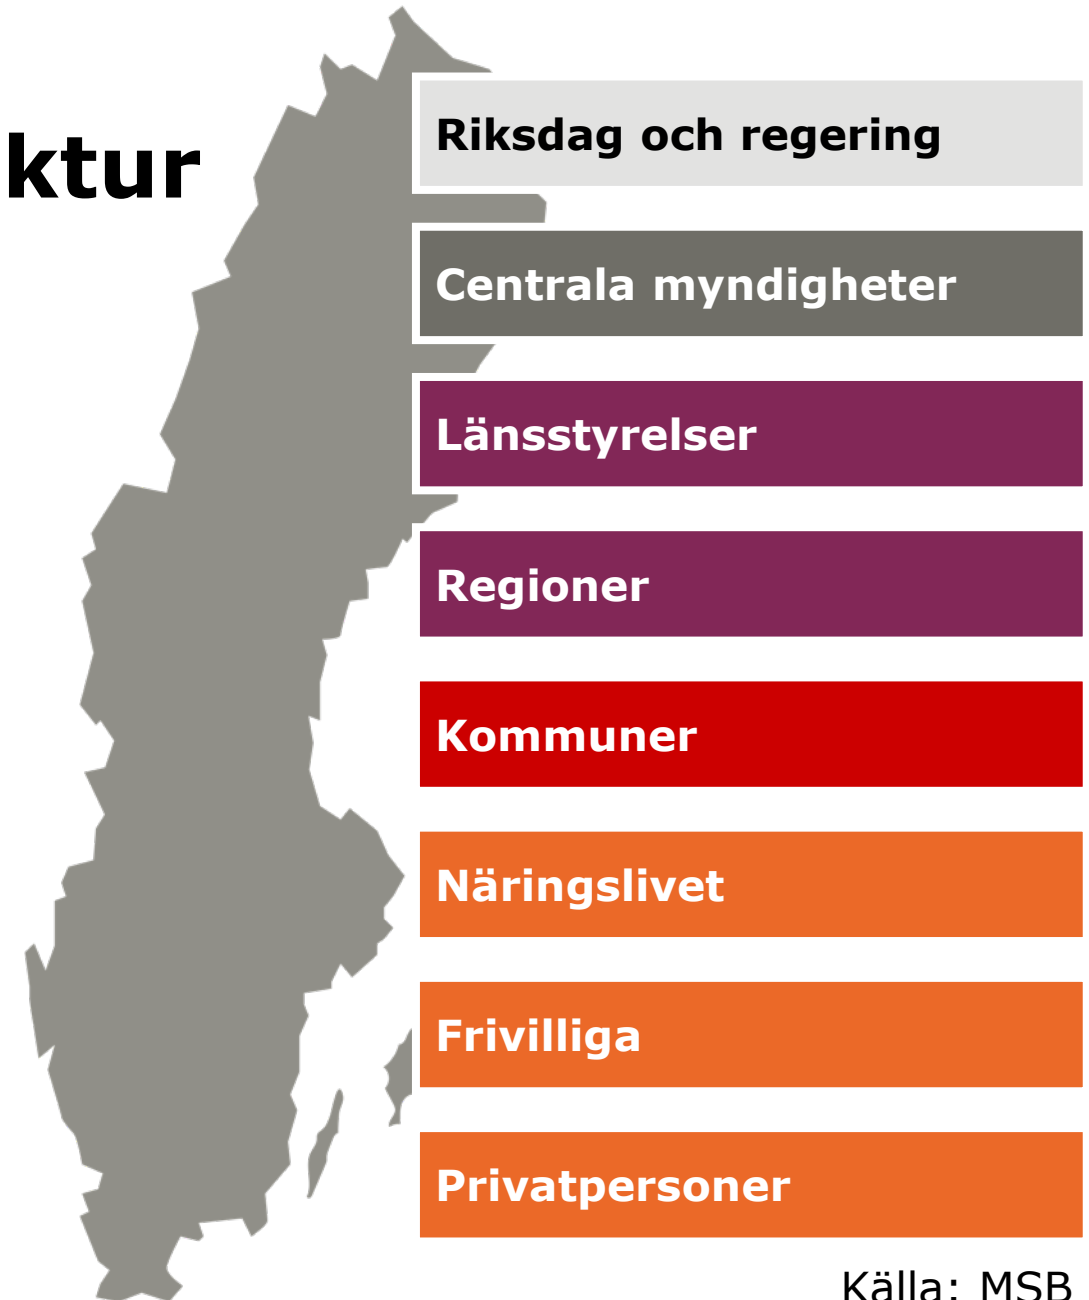 ktur
Riksdag och regering
Centrala myndigheter
Länsstyrelser
Regioner
Kommuner
Näringslivet
Frivilliga
Privatpersoner
Källa: MSB